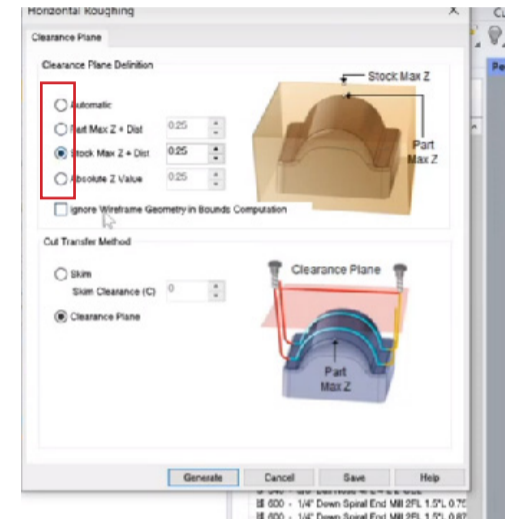 Horizontal Roughing
Clearance Plane
Clearance Plane Definition
Automatic
Part Max Z + Dist 0.25
Stock Max Z + Dist 0.25
Absolute Z Value 0.25
Ignore Wireframe Geometry in Bounds Computation
Stock Max Z
Part
Max Z
Cut Transfer Method
Skim
Skim Clearance (C) 0
Clearance Plane
Clearance Plane
Part
Max Z
Generate Cancel Save Help
600 - 1/4" Down Spiral End Mill 2FL 1.5"L 0.75
600 - 1/4" Down Spiral End Mill 2FL 1.5"L 0.87